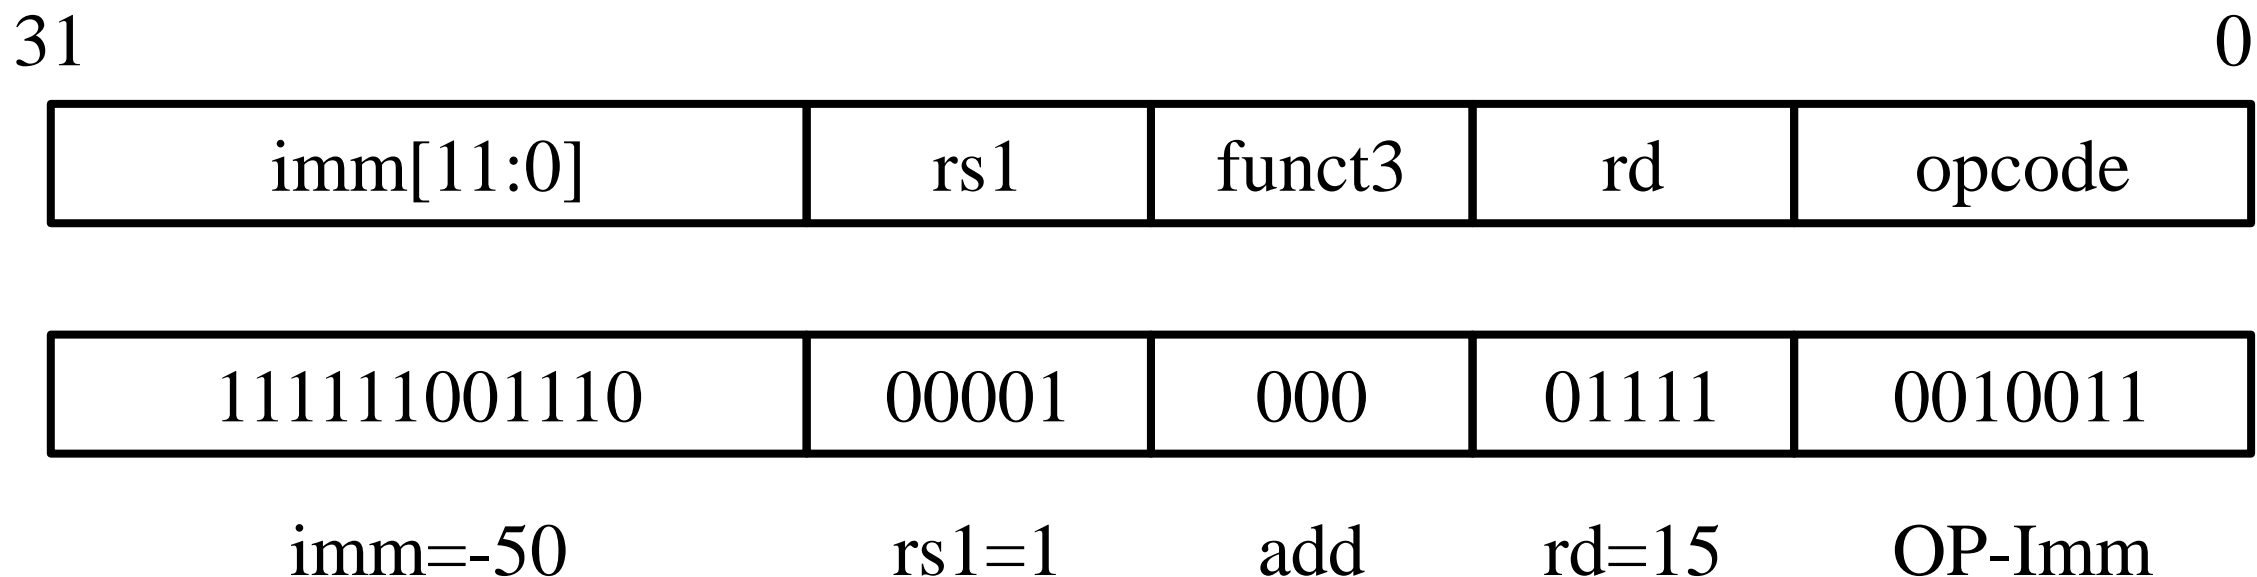 31 0
imm[11:0] rs1 funct3 rd opcode
111111001110 00001 000 01111 0010011
imm=-50 rs1=1 add rd=15 OP-Imm